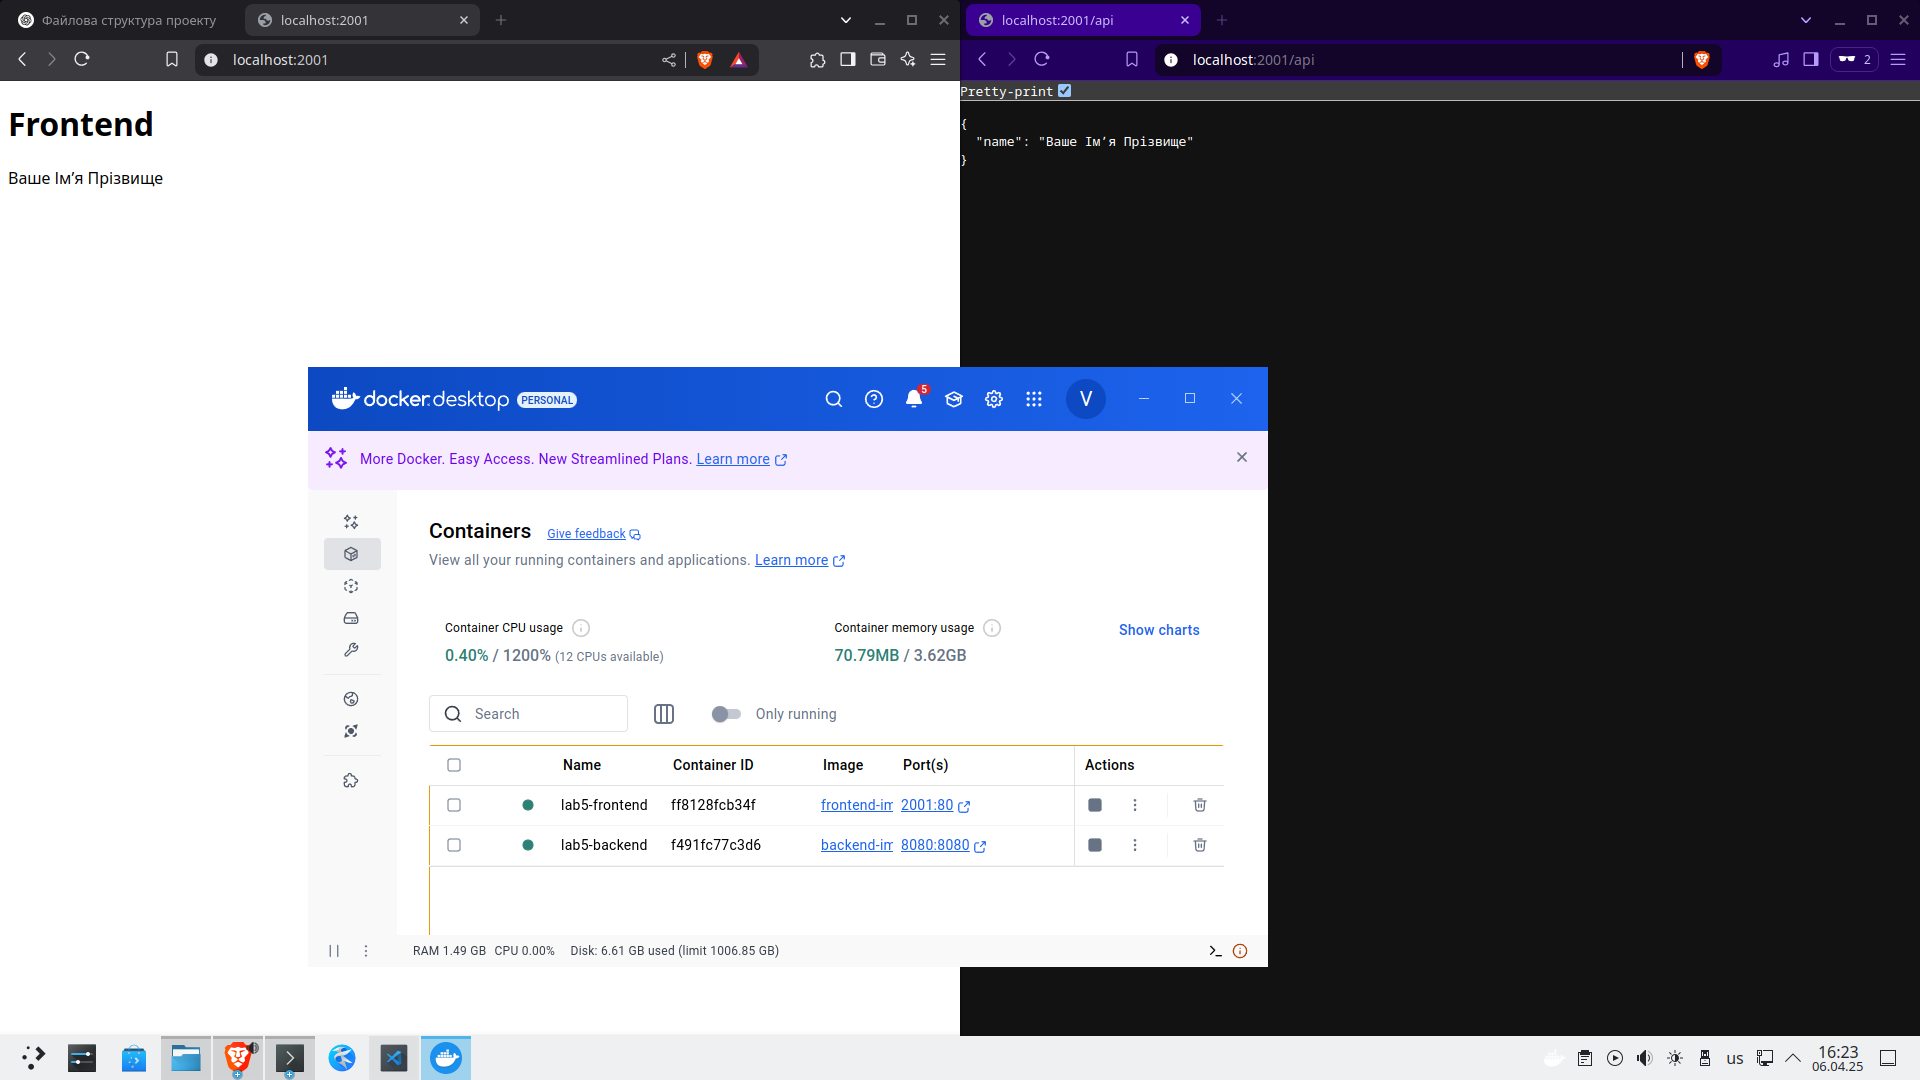 Файлова структура проекту
localhost:2001
localhost:2001
Frontend
Ваше Ім’я Прізвище
localhost:2001/api
localhost:2001/api
2
Pretty-print
{
"name": "Ваше Ім’я Прізвище"
}
docker.desktop PERSONAL
5
V
More Docker. Easy Access. New Streamlined Plans. Learn more
Containers Give feedback
View all your running containers and applications. Learn more
Container CPU usage
0.40% / 1200% (12 CPUs available)
Container memory usage
70.79MB / 3.62GB
Show charts
Search
Only running
Name Container ID Image Port(s) Actions
lab5-frontend ff8128fcb34f frontend-im 2001:80
lab5-backend f491fc77c3d6 backend-im 8080:8080
RAM 1.49 GB CPU 0.00% Disk: 6.61 GB used (limit 1006.85 GB)
us
16:23
06.04.25